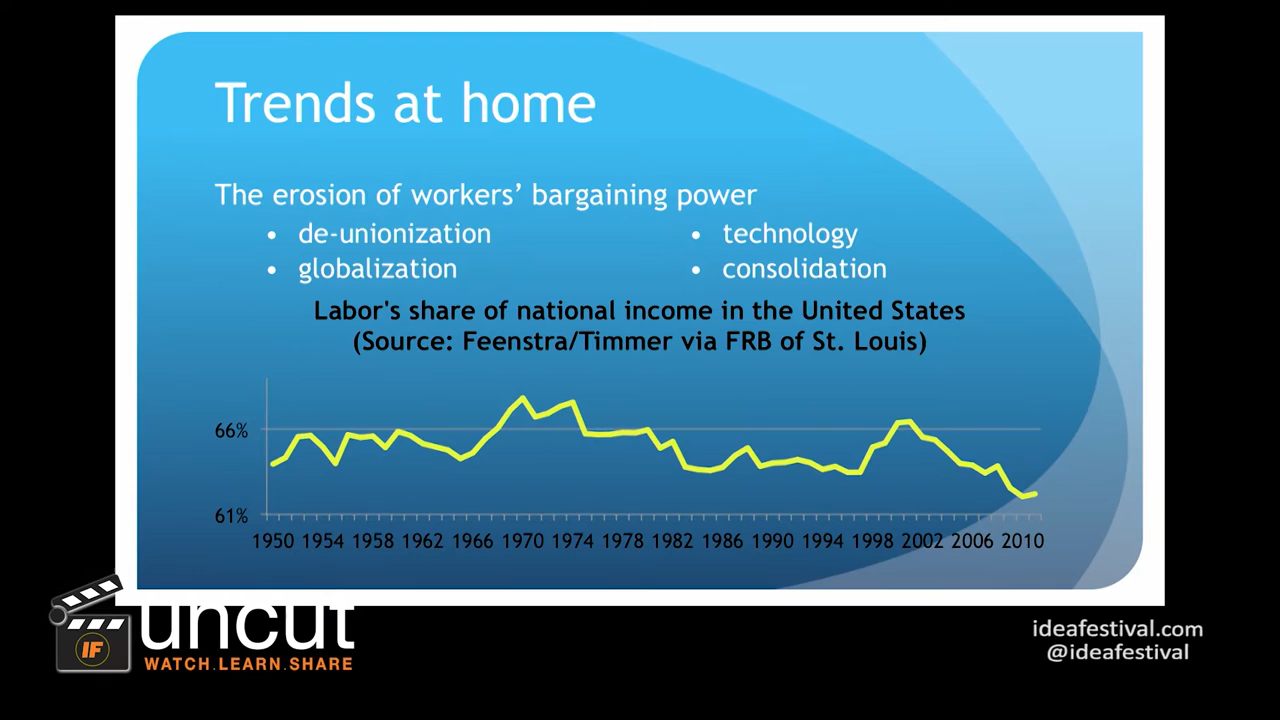 Trends at home
The erosion of workers’ bargaining power
• de-unionization
• globalization
• technology
• consolidation
Labor's share of national income in the United States
(Source: Feenstra/Timmer via FRB of St. Louis)
66%
61%
1950 1954 1958 1962 1966 1970 1974 1978 1982 1986 1990 1994 1998 2002 2006 2010
IF
uncut
WATCH.LEARN.SHARE
ideafestival.com
@ideafestival